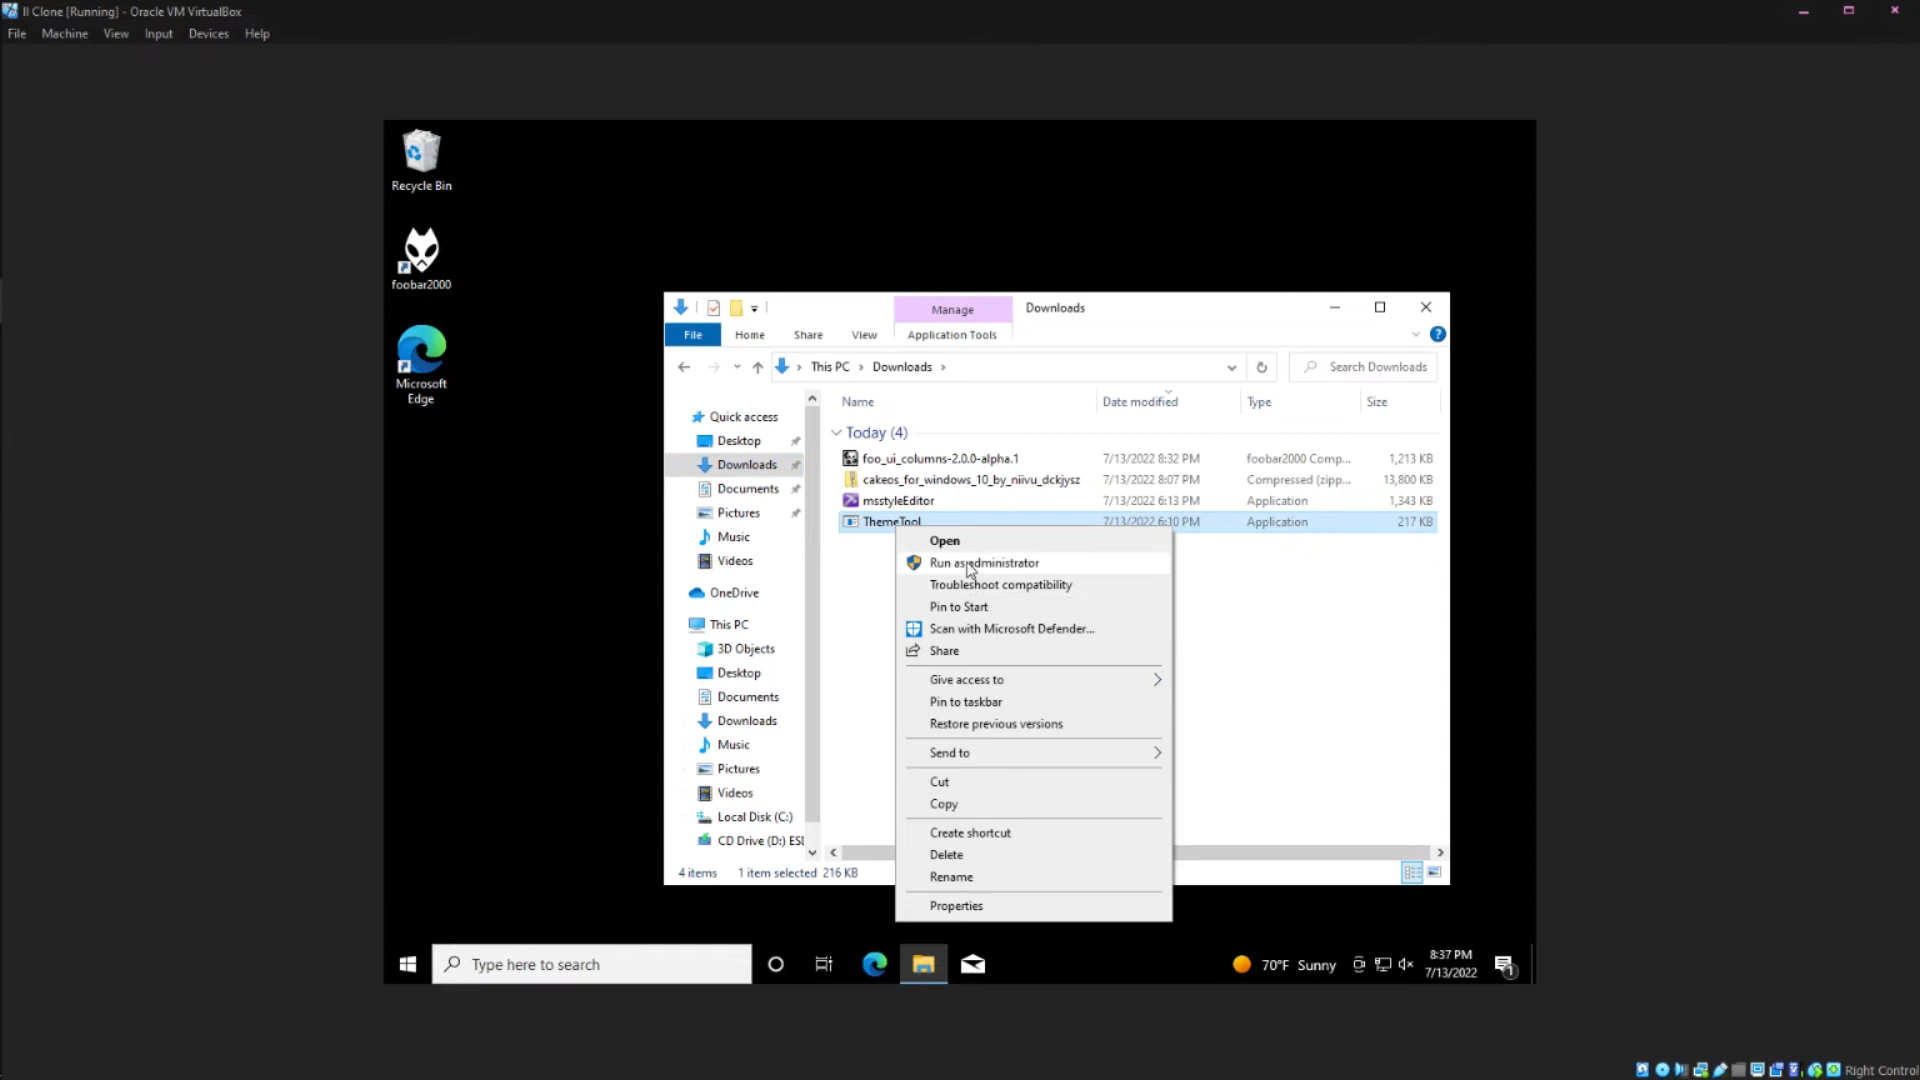 II Clone [Running] - Oracle VM VirtualBox
File Machine View Input Devices Help
Recycle Bin
foobar2000
Microsoft
Edge
Manage Downloads
File Home Share View Application Tools
This PC Downloads Search Downloads
Name Date modified Type Size
Quick access
Desktop
Downloads
Documents
Pictures
Music
Videos
OneDrive
This PC
3D Objects
Desktop
Documents
Downloads
Music
Pictures
Videos
Local Disk (C:)
CD Drive (D:) ESD
Today (4)
foo_ui_columns-2.0.0-alpha.1 7/13/2022 8:32 PM foobar2000 Comp... 1,213 KB
cakeos_for_windows_10_by_niivu_dckjysz 7/13/2022 8:07 PM Compressed (zipp... 13,800 KB
msstyleEditor 7/13/2022 6:13 PM Application 1,343 KB
ThemeTool 7/13/2022 6:10 PM Application 217 KB
Open
Run as administrator
Troubleshoot compatibility
Pin to Start
Scan with Microsoft Defender...
Share
Give access to
Pin to taskbar
Restore previous versions
Send to
Cut
Copy
Create shortcut
Delete
Rename
Properties
4 items 1 item selected 216 KB
Type here to search
70°F Sunny
8:37 PM
7/13/2022
1
Right Control